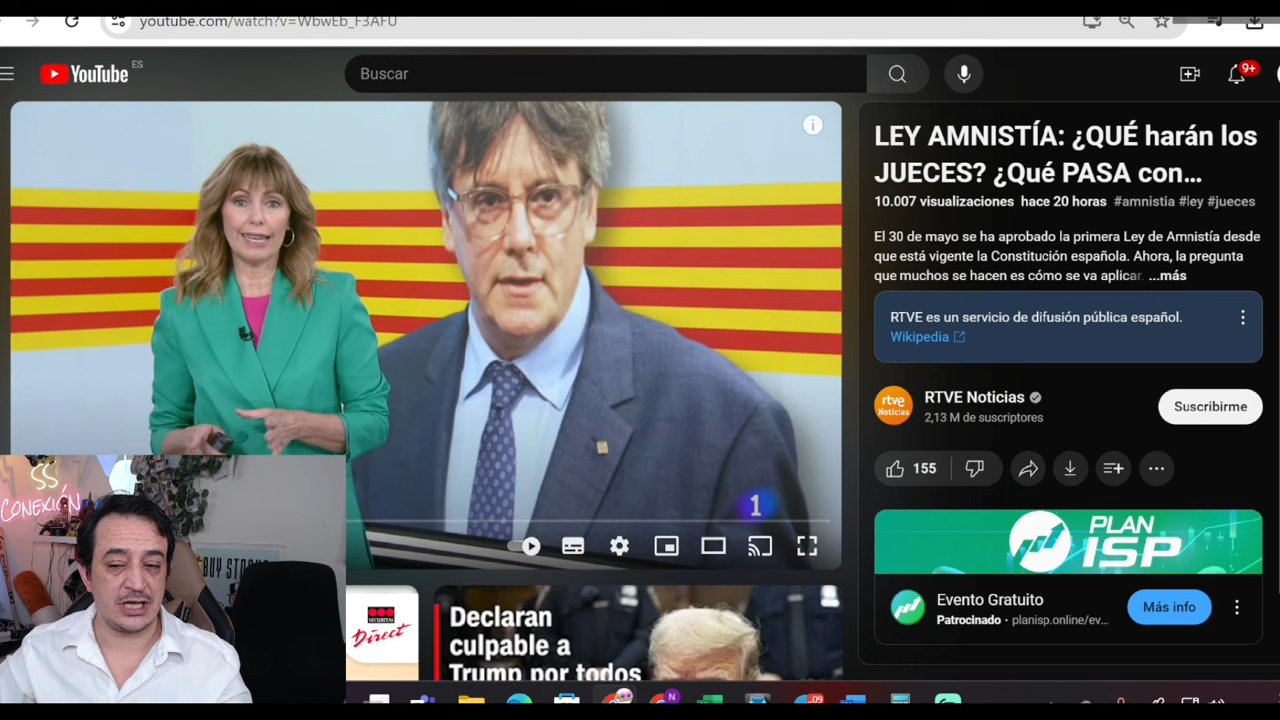 youtube.com/watch?v=WbwEb_F3AFU
YouTube ES
Buscar
9+
LEY AMNISTÍA: ¿QUÉ harán los
JUECES? ¿Qué PASA con...
10.007 visualizaciones hace 20 horas #amnistia #ley #jueces
El 30 de mayo se ha aprobado la primera Ley de Amnistía desde
que está vigente la Constitución española. Ahora, la pregunta
que muchos se hacen es cómo se va aplicar. ...más
RTVE es un servicio de difusión pública español.
Wikipedia
rtve
Noticias
RTVE Noticias
2,13 M de suscriptores
Suscribirme
155
1
PLAN
ISP
Evento Gratuito
Patrocinado · planisp.online/ev...
Más info
CONEXIÓN
BUY STOCKS
SECURITAS
Direct
Declaran
culpable a
Trump por todos
N